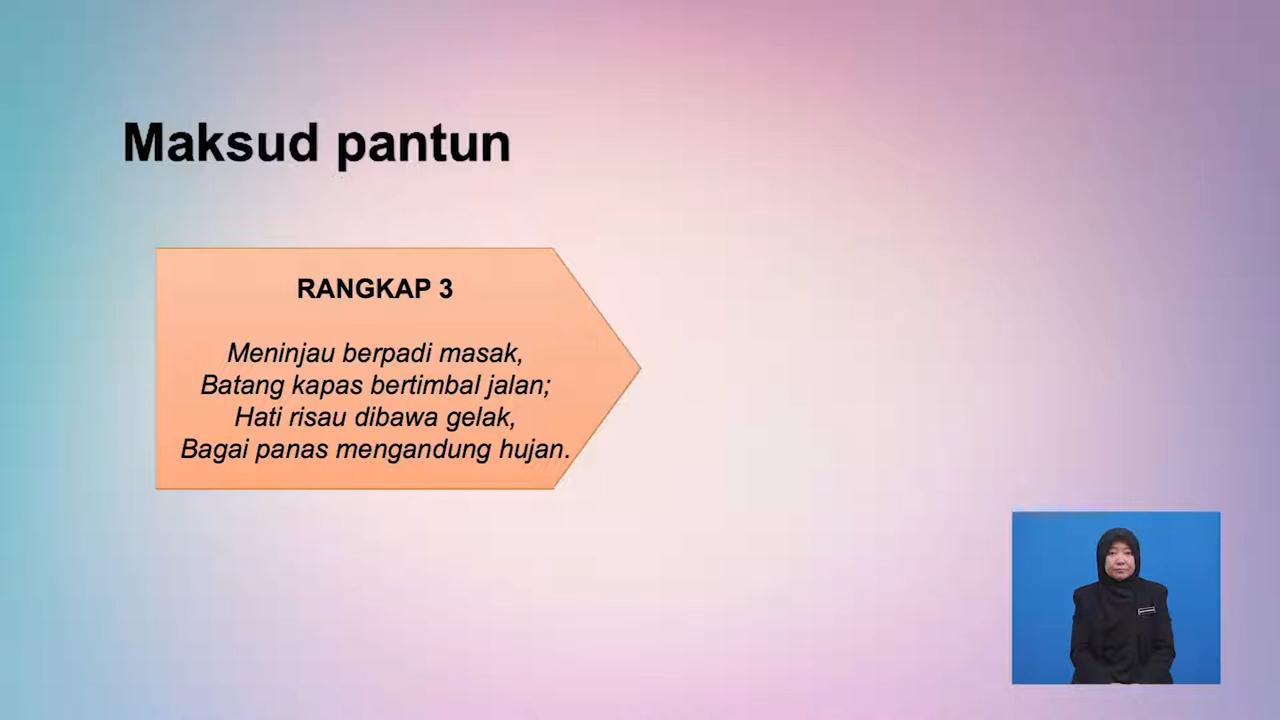 Maksud pantun
RANGKAP 3
Meninjau berpadi masak,
Batang kapas bertimbal jalan;
Hati risau dibawa gelak,
Bagai panas mengandung hujan.